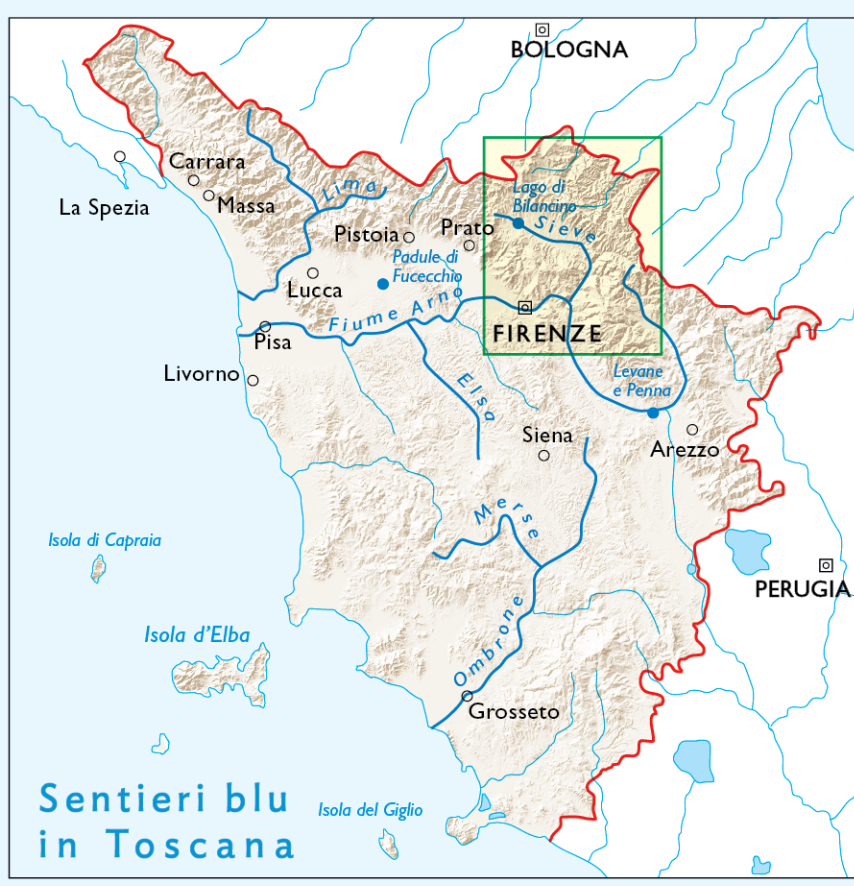 BOLOGNA
Carrara
Massa
La Spezia
Lima
Lago di
Bilancino
Sieve
Pistoia
Prato
Padule di
Fucecchio
Lucca
Fiume Arno
FIRENZE
Pisa
Livorno
Elsa
Levane
e Penna
Siena
Arezzo
Merse
Isola di Capraia
PERUGIA
Isola d'Elba
Ombrone
Grosseto
Sentieri blu
in Toscana
Isola del Giglio